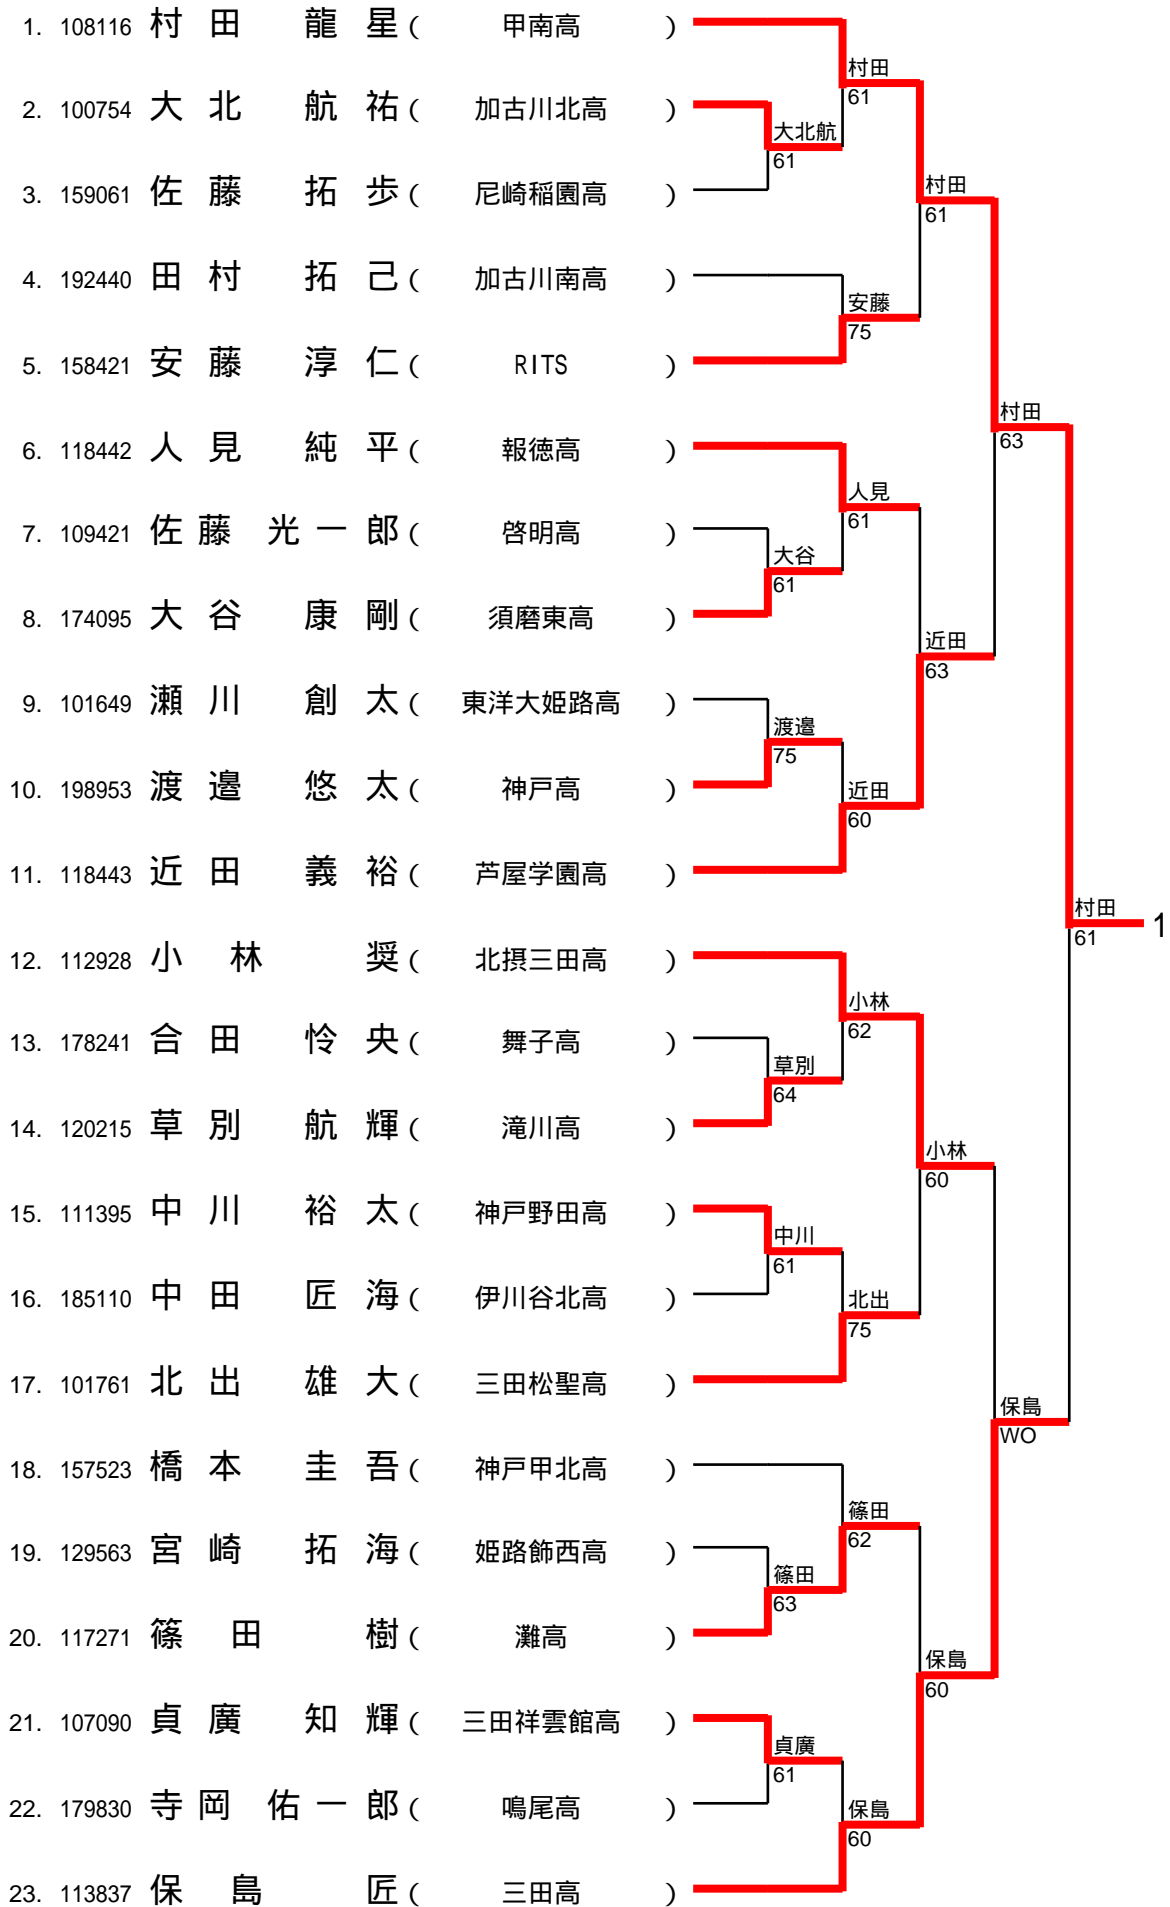 1. 108116 村田 龍星 ( 甲南高 )
村田
61
2. 100754 大北 航祐 ( 加古川北高 )
大北航
61
3. 159061 佐藤 拓歩 ( 尼崎稲園高 )
村田
61
4. 192440 田村 拓己 ( 加古川南高 )
安藤
75
5. 158421 安藤 淳仁 ( RITS )
村田
63
6. 118442 人見 純平 ( 報徳高 )
人見
61
7. 109421 佐藤 光一郎 ( 啓明高 )
大谷
61
8. 174095 大谷 康剛 ( 須磨東高 )
近田
63
9. 101649 瀬川 創太 ( 東洋大姫路高 )
渡邉
75
10. 198953 渡邉 悠太 ( 神戸高 )
近田
60
11. 118443 近田 義裕 ( 芦屋学園高 )
村田
61
1
12. 112928 小林 奨 ( 北摂三田高 )
小林
62
13. 178241 合田 怜央 ( 舞子高 )
草別
64
14. 120215 草別 航輝 ( 滝川高 )
小林
60
15. 111395 中川 裕太 ( 神戸野田高 )
中川
61
16. 185110 中田 匠海 ( 伊川谷北高 )
北出
75
17. 101761 北出 雄大 ( 三田松聖高 )
保島
WO
18. 157523 橋本 圭吾 ( 神戸甲北高 )
篠田
62
19. 129563 宮崎 拓海 ( 姫路飾西高 )
篠田
63
20. 117271 篠田 樹 ( 灘高 )
保島
60
21. 107090 貞廣 知輝 ( 三田祥雲館高 )
貞廣
61
22. 179830 寺岡 佑一郎 ( 鳴尾高 )
保島
60
23. 113837 保島 匠 ( 三田高 )